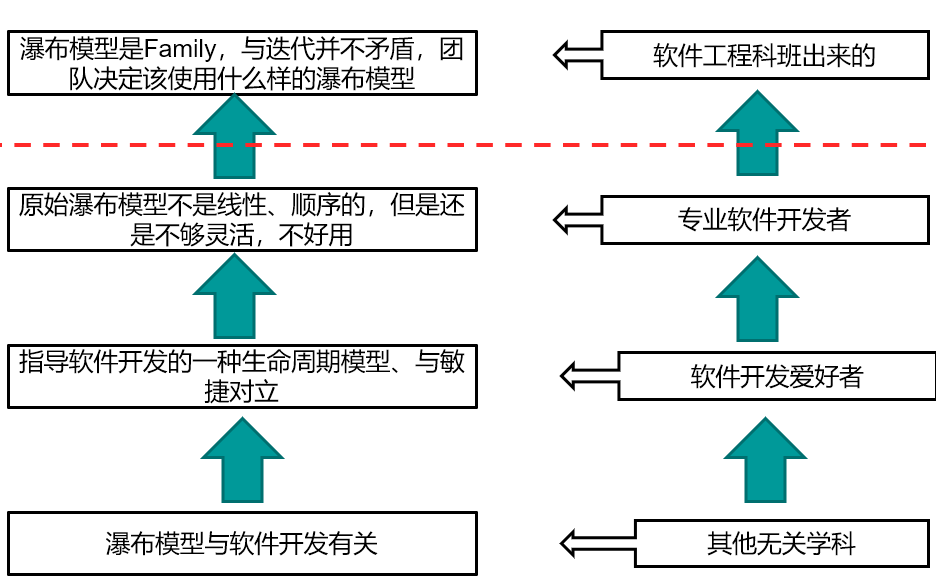 瀑布模型是Family，与迭代并不矛盾，团
队决定该使用什么样的瀑布模型
软件工程科班出来的
原始瀑布模型不是线性、顺序的，但是还
是不够灵活，不好用
专业软件开发者
指导软件开发的一种生命周期模型、与敏
捷对立
软件开发爱好者
瀑布模型与软件开发有关
其他无关学科